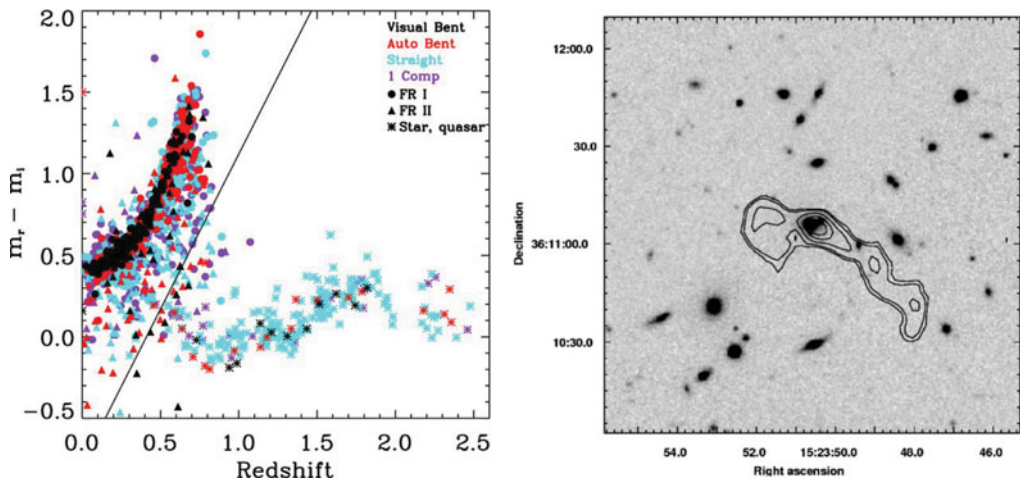 2.0
1.5
1.0
0.5
0.0
−0.5
m_r − m_i
0.0 0.5 1.0 1.5 2.0 2.5
Redshift
Visual Bent
Auto Bent
Straight
1 Comp
FR I
FR II
Star, quasar
12:00.0
30.0
36:11:00.0
10:30.0
Declination
54.0 52.0 15:23:50.0 48.0 46.0
Right ascension